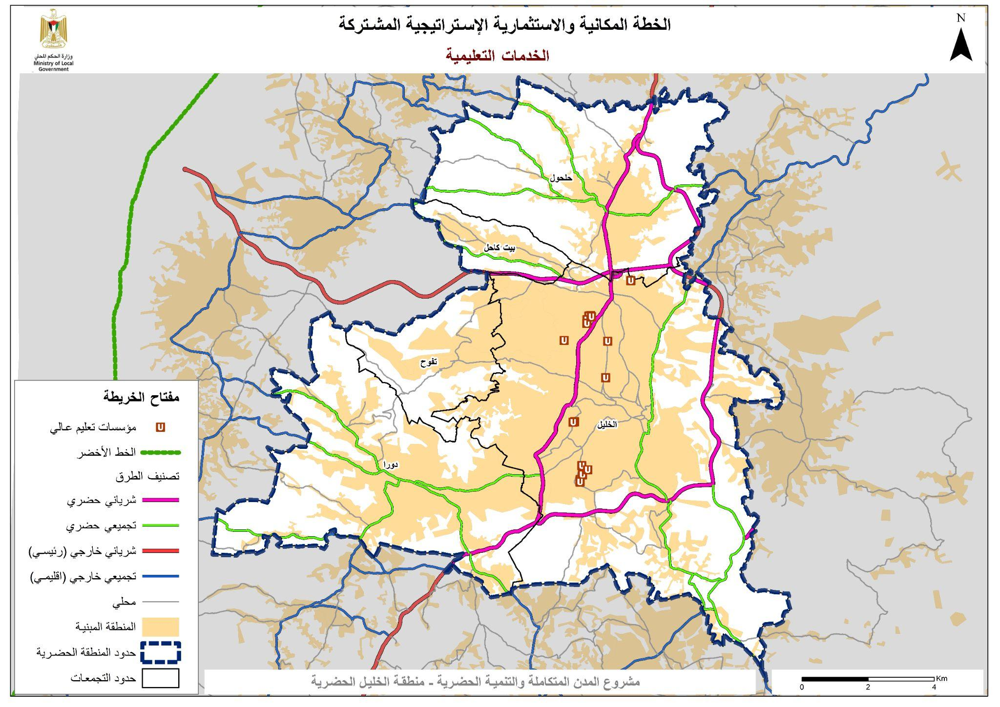 الخطة المكانية والاستثمارية الإستراتيجية المشتركة
الخدمات التعليمية
وزارة الحكم المحلي
Ministry of Local
Government
فلسطين
N
حلحول
بيت كاحل
تفوح
الخليل
دورا
U
U
U
U
U
U
U
U
U
U
U
مفتاح الخريطة
U مؤسسات تعليم عالي
الخط الأخضر
تصنيف الطرق
شرياني حضري
تجميعي حضري
شرياني خارجي (رئيسي)
تجميعي خارجي (اقليمي)
محلي
المنطقة المبنية
حدود المنطقة الحضرية
حدود التجمعات
مشروع المدن المتكاملة والتنمية الحضرية - منطقة الخليل الحضرية
Km
0 2 4